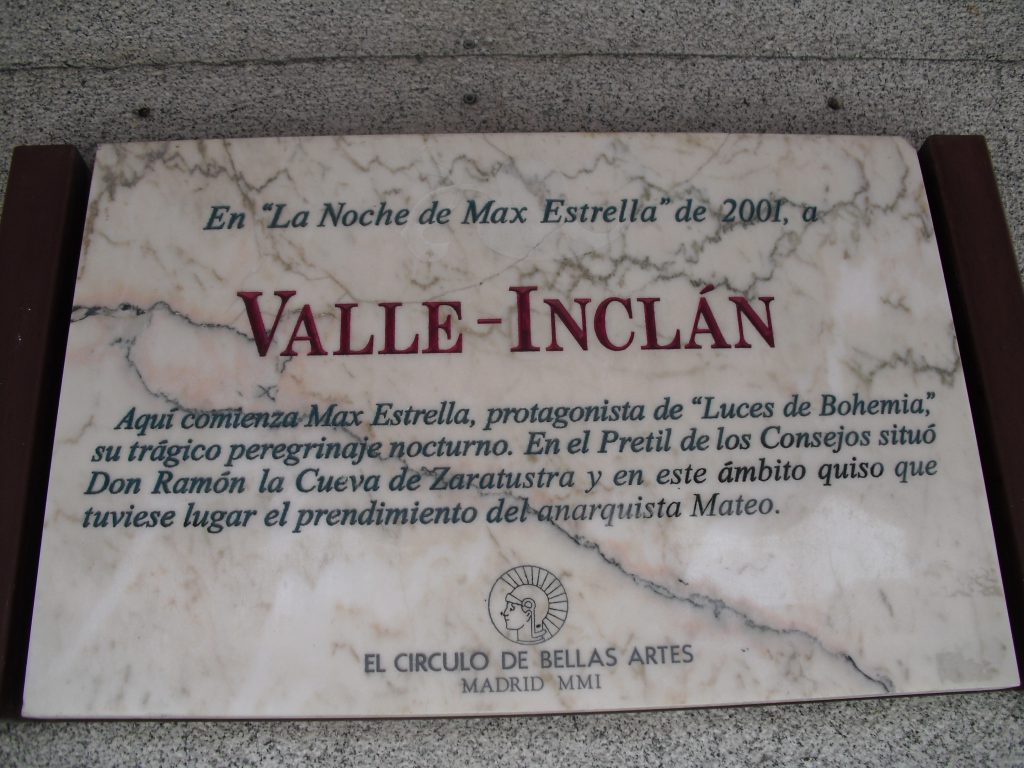 En "La Noche de Max Estrella" de 2001, a
VALLE-INCLÁN
Aquí comienza Max Estrella, protagonista de "Luces de Bohemia,"
su trágico peregrinaje nocturno. En el Pretil de los Consejos situó
Don Ramón la Cueva de Zaratustra y en este ámbito quiso que
tuviese lugar el prendimiento del anarquista Mateo.
EL CIRCULO DE BELLAS ARTES
MADRID MMI